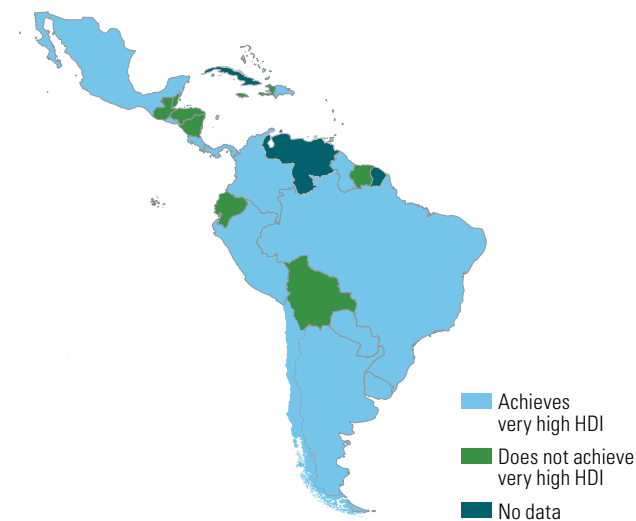 Achieves
very high HDI
Does not achieve
very high HDI
No data